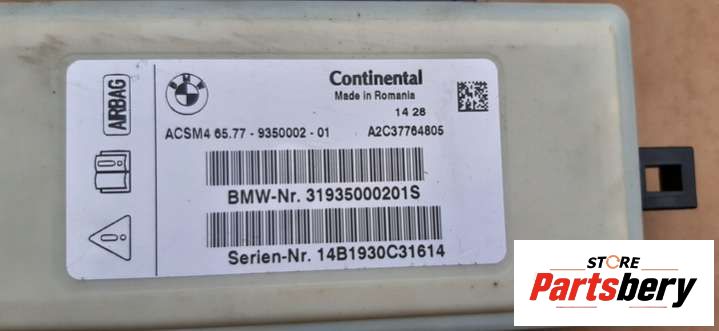 AIRBAG
BMW
Continental
Made in Romania
14 28
ACSM4 65.77 - 9350002 - 01 A2C37764805
BMW-Nr. 31935000201S
Serien-Nr. 14B1930C31614
STORE
Partsbery